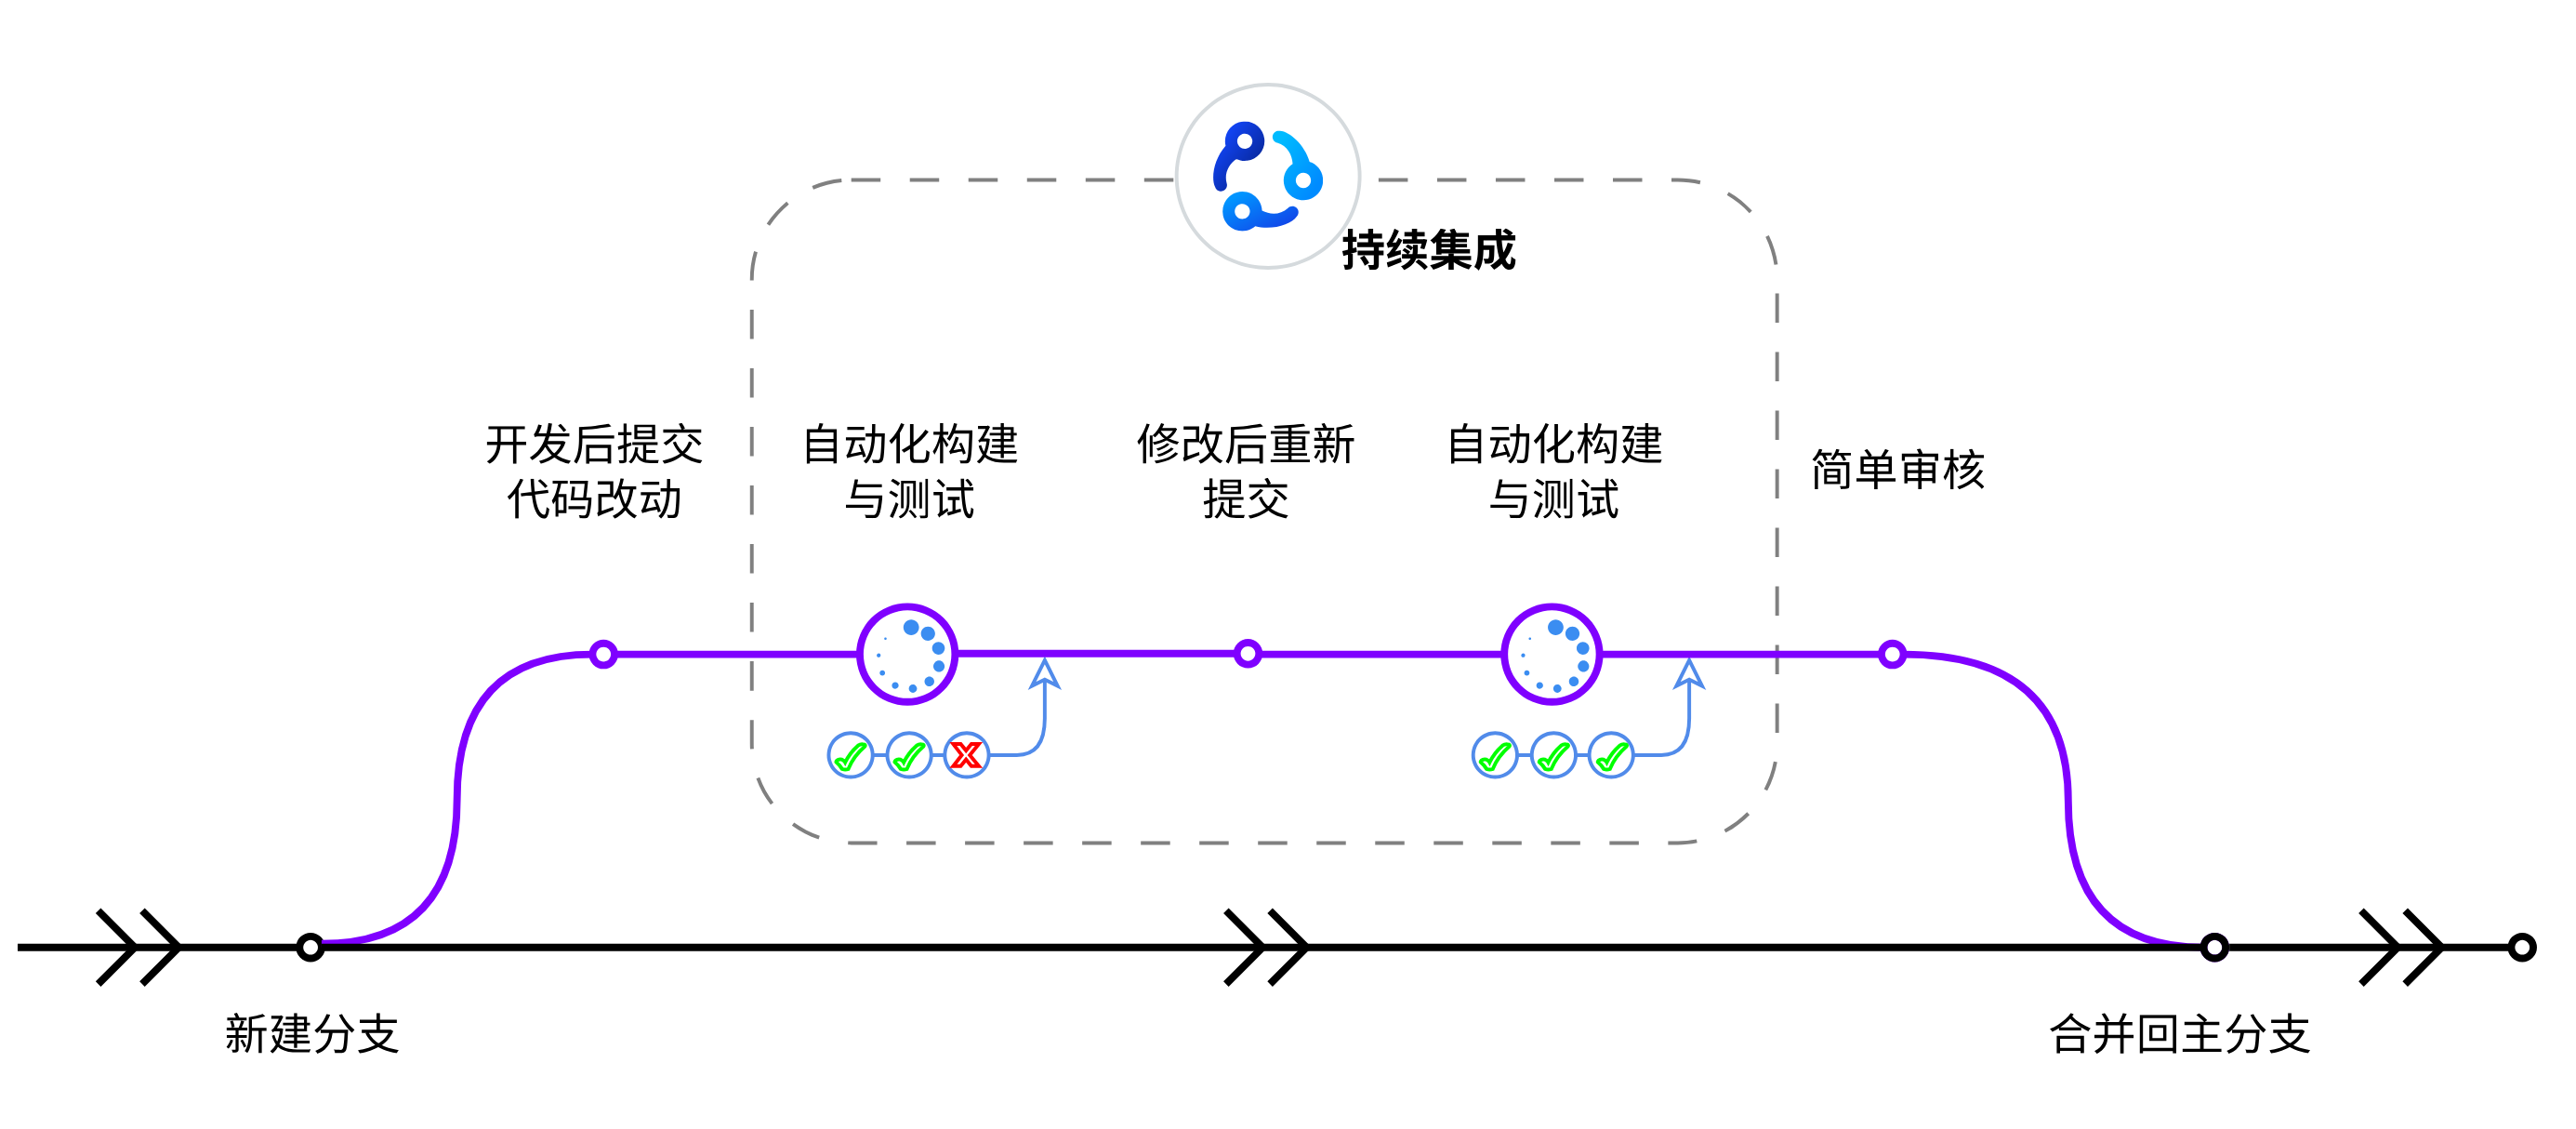 持续集成
开发后提交
代码改动
自动化构建
与测试
修改后重新
提交
自动化构建
与测试
简单审核
新建分支
合并回主分支